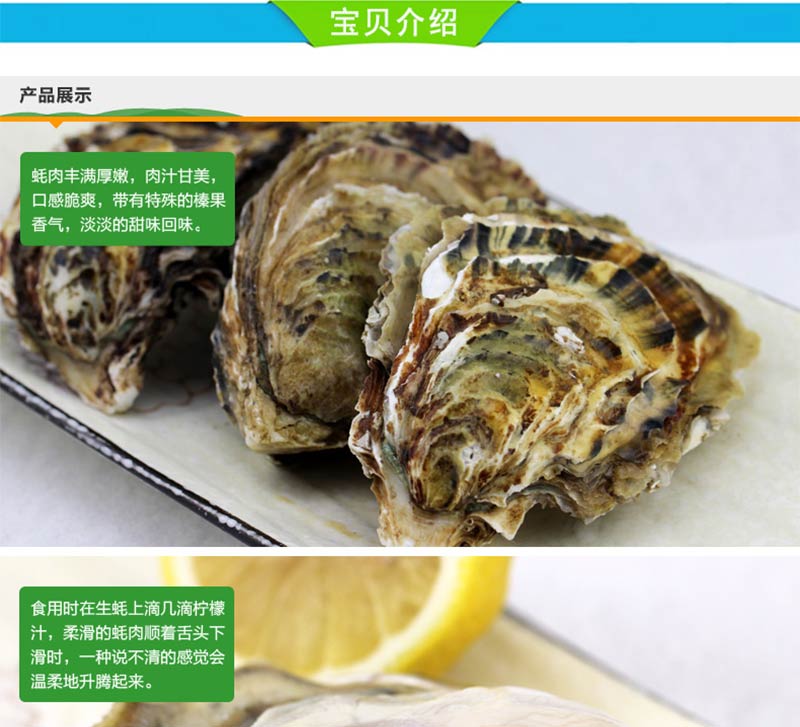 宝贝介绍
产品展示
蚝肉丰满厚嫩，肉汁甘美，
口感脆爽，带有特殊的榛果
香气，淡淡的甜味回味。
食用时在生蚝上滴几滴柠檬
汁，柔滑的蚝肉顺着舌头下
滑时，一种说不清的感觉会
温柔地升腾起来。